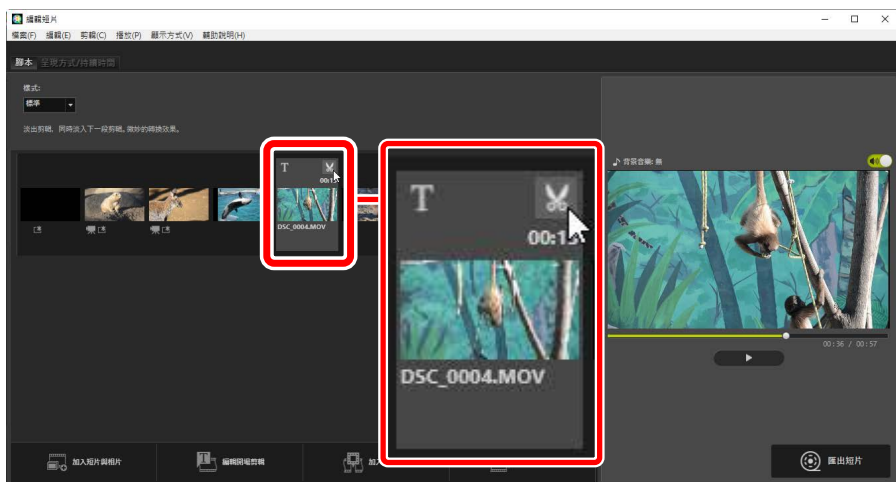 編輯短片
檔案(F) 編輯(E) 剪輯(C) 播放(P) 顯示方式(V) 輔助說明(H)
腳本 呈現方式/持續時間
樣式:
標準
淡出剪輯，同時淡入下一段剪輯。微妙的轉換效果。
T
00:15
DSC_0004.MOV
T
00:15
DSC_0004.MOV
背景音樂: 無
00:36 / 00:57
加入短片與相片
編輯開場剪輯
加入
匯出短片